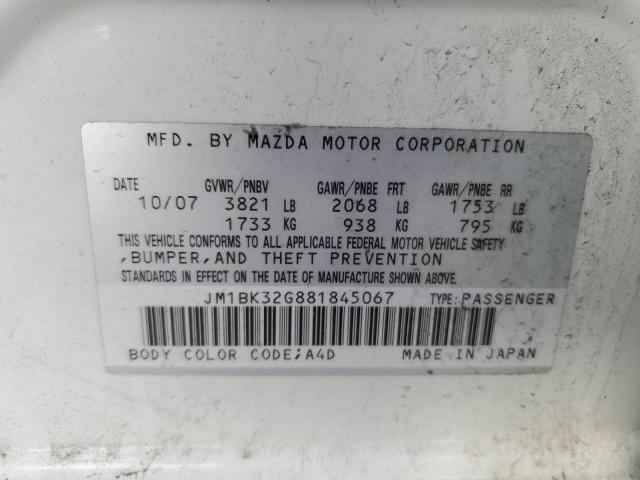 MFD. BY MAZDA MOTOR CORPORATION
DATE GVWR/PNBV GAWR/PNBE FRT GAWR/PNBE RR
10/07 3821 LB 2068 LB 1753 LB
1733 KG 938 KG 795 KG
THIS VEHICLE CONFORMS TO ALL APPLICABLE FEDERAL MOTOR VEHICLE SAFETY
,BUMPER,AND THEFT PREVENTION
STANDARDS IN EFFECT ON THE DATE OF MANUFACTURE SHOWN ABOVE.
JM1BK32G881845067 TYPE:PASSENGER
BODY COLOR CODE;A4D MADE IN JAPAN